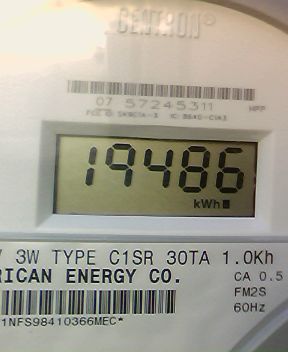 CENTRON®
07 57245311
19486
kWh
3W TYPE C1SR 30TA 1.0Kh
RICAN ENERGY CO.
CA 0.5
FM2S
60Hz
1NFS98410366MEC*